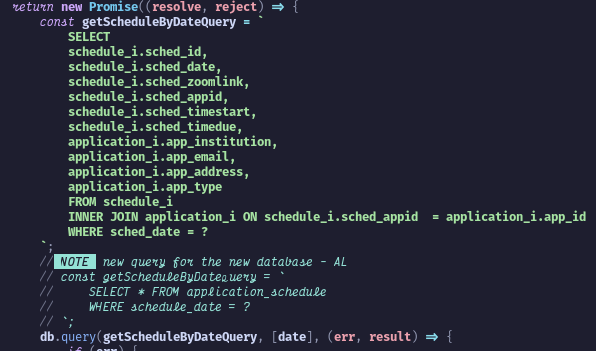 return new Promise((resolve, reject) => {
const getScheduleByDateQuery = `
SELECT
schedule_i.sched_id,
schedule_i.sched_date,
schedule_i.sched_zoomlink,
schedule_i.sched_appid,
schedule_i.sched_timestart,
schedule_i.sched_timedue,
application_i.app_institution,
application_i.app_email,
application_i.app_address,
application_i.app_type
FROM schedule_i
INNER JOIN application_i ON schedule_i.sched_appid  = application_i.app_id
WHERE sched_date = ?
`;
// NOTE new query for the new database - AL
// const getScheduleByDateQuery = `
//     SELECT * FROM application_schedule
//     WHERE schedule_date = ?
// `;
db.query(getScheduleByDateQuery, [date], (err, result) => {
if (err) {